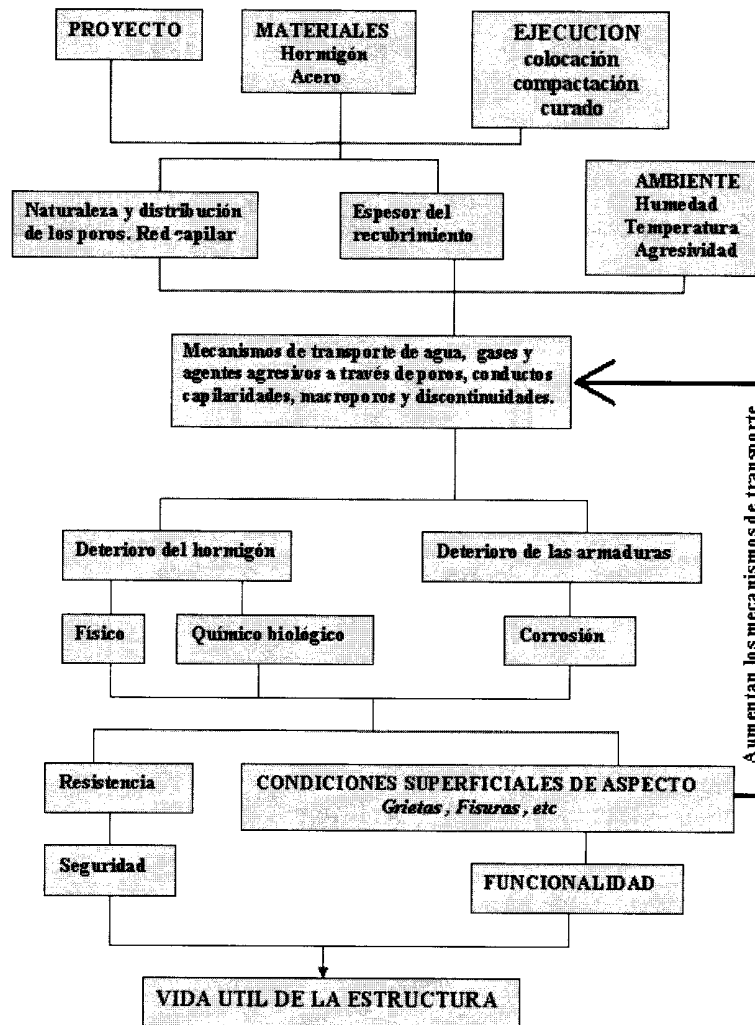 PROYECTO
MATERIALES
Hormigón
Acero
EJECUCION
colocación
compactación
curado
Naturaleza y distribución
de los poros. Red capilar
Espesor del
recubrimiento
AMBIENTE
Humedad
Temperatura
Agresividad
Mecanismos de transporte de agua, gases y
agentes agresivos a través de poros, conductos
capilaridades, macroporos y discontinuidades.
Aumentan los mecanismos de transporte
Deterioro del hormigón
Deterioro de las armaduras
Físico
Químico biológico
Corrosión
Resistencia
CONDICIONES SUPERFICIALES DE ASPECTO
Grietas, Fisuras, etc
Seguridad
FUNCIONALIDAD
VIDA UTIL DE LA ESTRUCTURA